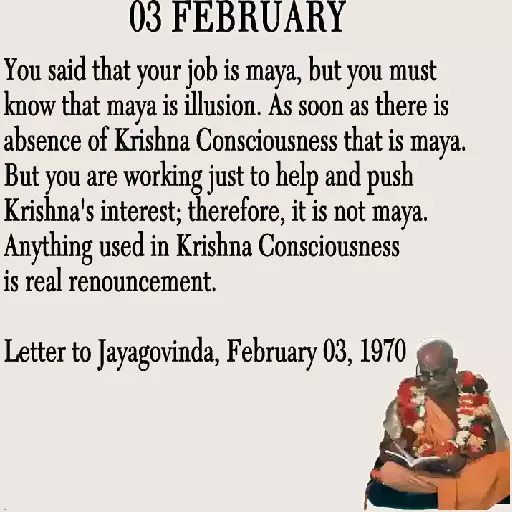 03 FEBRUARY
You said that your job is maya, but you must
know that maya is illusion. As soon as there is
absence of Krishna Consciousness that is maya.
But you are working just to help and push
Krishna's interest; therefore, it is not maya.
Anything used in Krishna Consciousness
is real renouncement.
Letter to Jayagovinda, February 03, 1970